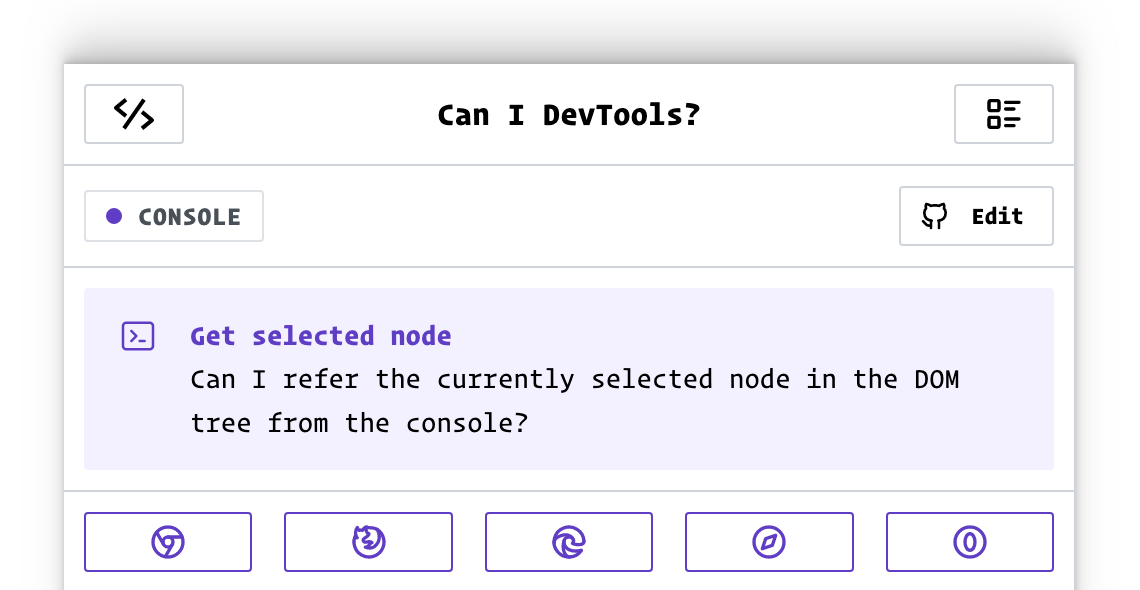 Can I DevTools?
CONSOLE
Edit
Get selected node
Can I refer the currently selected node in the DOM
tree from the console?